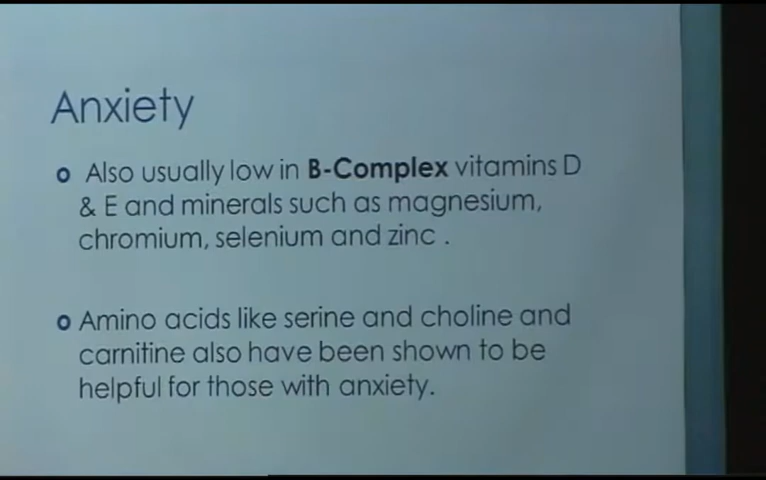 Anxiety
o Also usually low in B-Complex vitamins D
& E and minerals such as magnesium,
chromium, selenium and zinc .
o Amino acids like serine and choline and
carnitine also have been shown to be
helpful for those with anxiety.